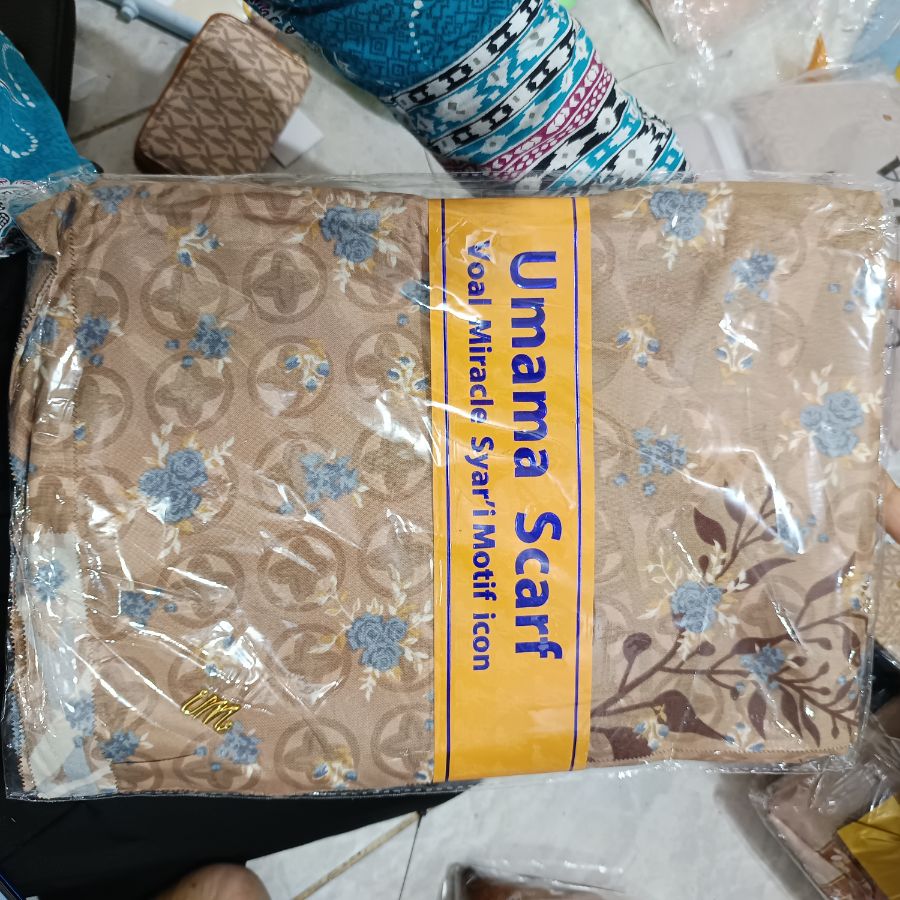 Umama Scarf
Voal Miracle Syar'i Motif icon